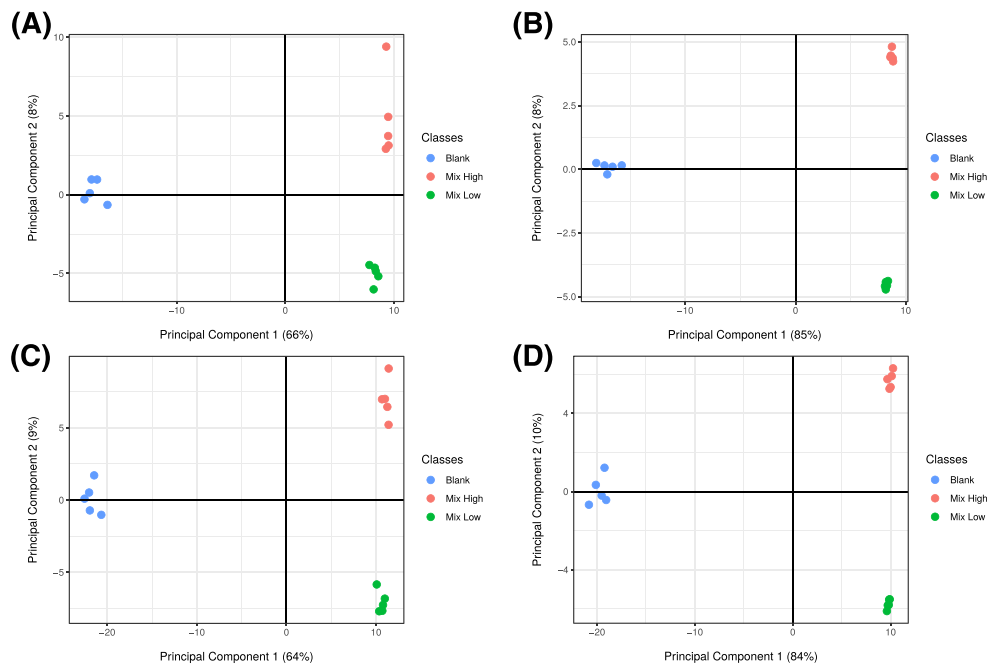 (A)
10
5
0
−5
−10
0
10
Principal Component 2 (8%)
Principal Component 1 (66%)
Classes
Blank
Mix High
Mix Low
(B)
5.0
2.5
0.0
−2.5
−5.0
−10
0
10
Principal Component 2 (8%)
Principal Component 1 (85%)
Classes
Blank
Mix High
Mix Low
(C)
5
0
−5
−20
−10
0
10
Principal Component 2 (9%)
Principal Component 1 (64%)
Classes
Blank
Mix High
Mix Low
(D)
4
0
−4
−20
−10
0
10
Principal Component 2 (10%)
Principal Component 1 (84%)
Classes
Blank
Mix High
Mix Low